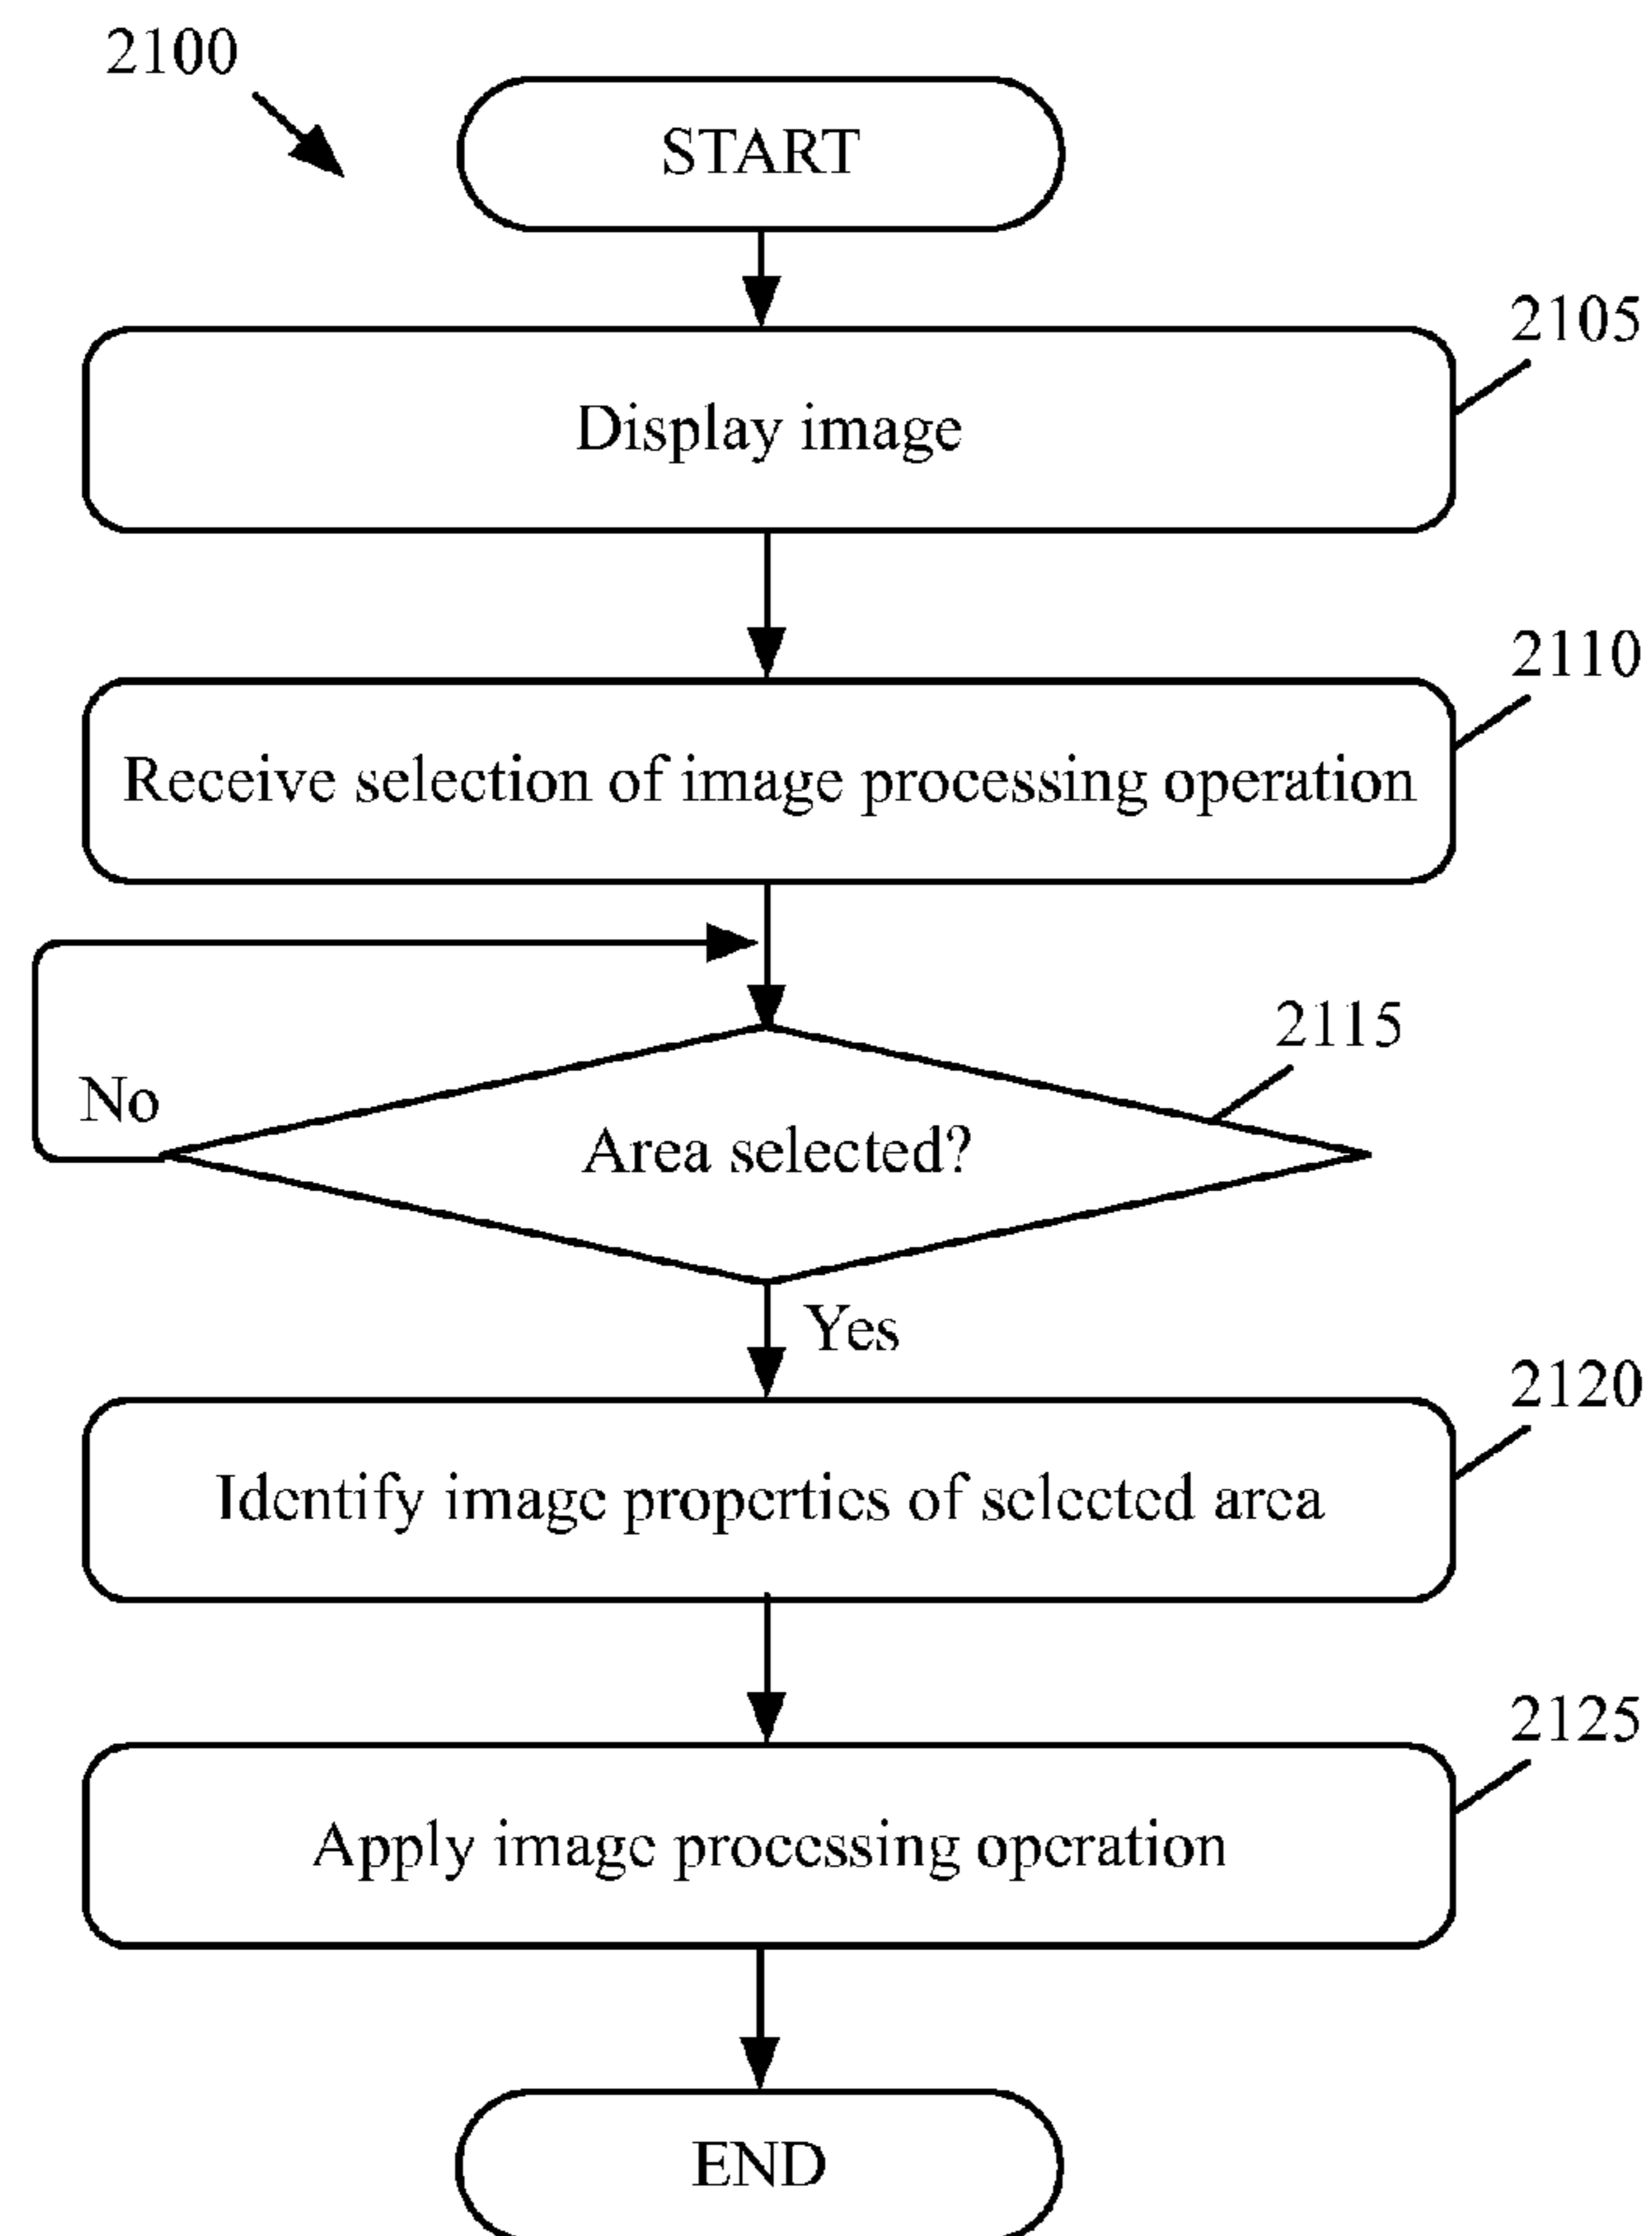 2100
START
2105
Display image
2110
Receive selection of image processing operation
2115
No
Area selected?
Yes
2120
Identify image properties of selected area
2125
Apply image processing operation
END